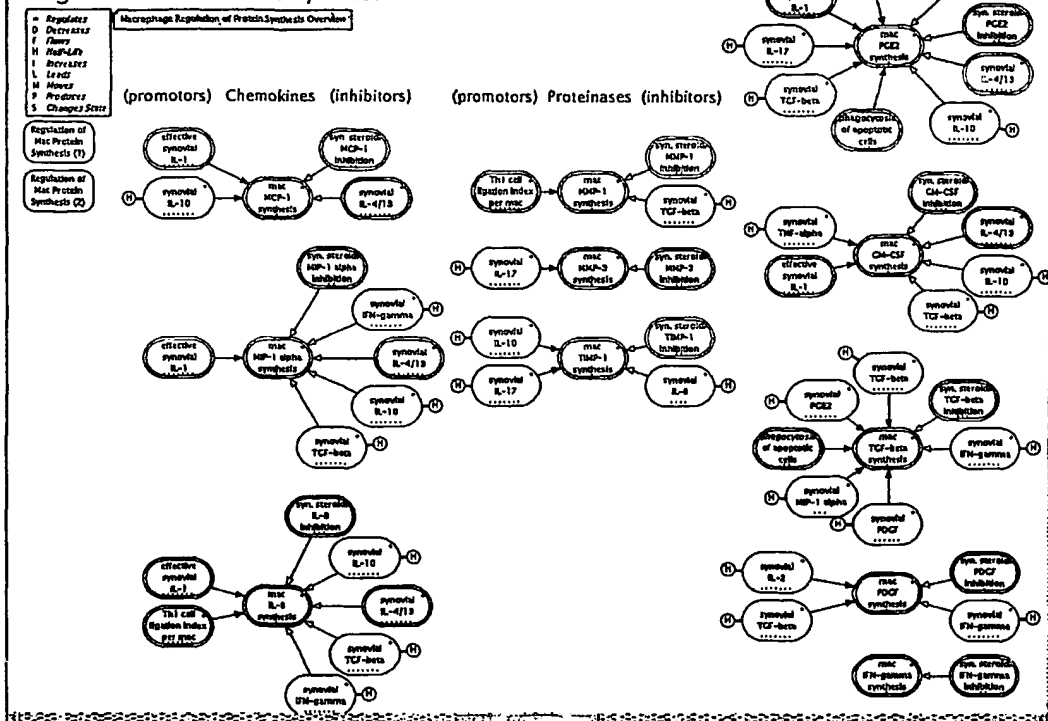 Macrophage Regulation of Protein Synthesis Overview
= Regulates
D Decreases
F Flows
H Half-Life
I Increases
L Leads
M Moves
P Produces
S Changes State
Regulation of
Mac Protein
Synthesis (1)
Regulation of
Mac Protein
Synthesis (2)
(promotors) Chemokines (inhibitors)
effective
synovial
IL-1
syn. steroid
MCP-1
inhibition
H
synovial
IL-10
mac
MCP-1
synthesis
synovial
IL-4/13
syn. steroid
MIP-1 alpha
inhibition
synovial
IFN-gamma
H
effective
synovial
IL-1
mac
MIP-1 alpha
synthesis
synovial
IL-4/13
synovial
IL-10
H
synovial
TGF-beta
H
syn. steroid
IL-8
inhibition
synovial
IL-10
H
effective
synovial
IL-1
mac
IL-8
synthesis
synovial
IL-4/13
Th1 cell
ligation index
per mac
synovial
TGF-beta
H
synovial
IFN-gamma
H
(promotors) Proteinases (inhibitors)
syn. steroid
MMP-1
inhibition
Th1 cell
ligation index
per mac
mac
MMP-1
synthesis
synovial
TGF-beta
H
H
synovial
IL-17
mac
MMP-3
synthesis
syn. steroid
MMP-3
inhibition
H
synovial
IL-10
syn. steroid
TIMP-1
inhibition
mac
TIMP-1
synthesis
H
synovial
IL-17
synovial
H
IL-1
syn. steroid
PGE2
inhibition
H
synovial
IL-17
mac
PGE2
synthesis
synovial
IL-4/13
H
synovial
TGF-beta
phagocytosis
of apoptotic
cells
synovial
IL-10
H
syn. steroid
GM-CSF
inhibition
H
synovial
TNF-alpha
synovial
IL-4/13
mac
GM-CSF
synthesis
effective
synovial
IL-1
synovial
IL-10
H
synovial
TGF-beta
H
H
synovial
TGF-beta
H
synovial
PGE2
syn. steroid
TGF-beta
inhibition
phagocytosis
of apoptotic
cells
mac
TGF-beta
synthesis
synovial
IFN-gamma
H
H
synovial
MIP-1 alpha
H
synovial
PDGF
H
synovial
syn. steroid
PDGF
inhibition
mac
PDGF
synthesis
H
synovial
TGF-beta
synovial
IFN-gamma
H
mac
IFN-gamma
synthesis
syn. steroid
IFN-gamma
inhibition